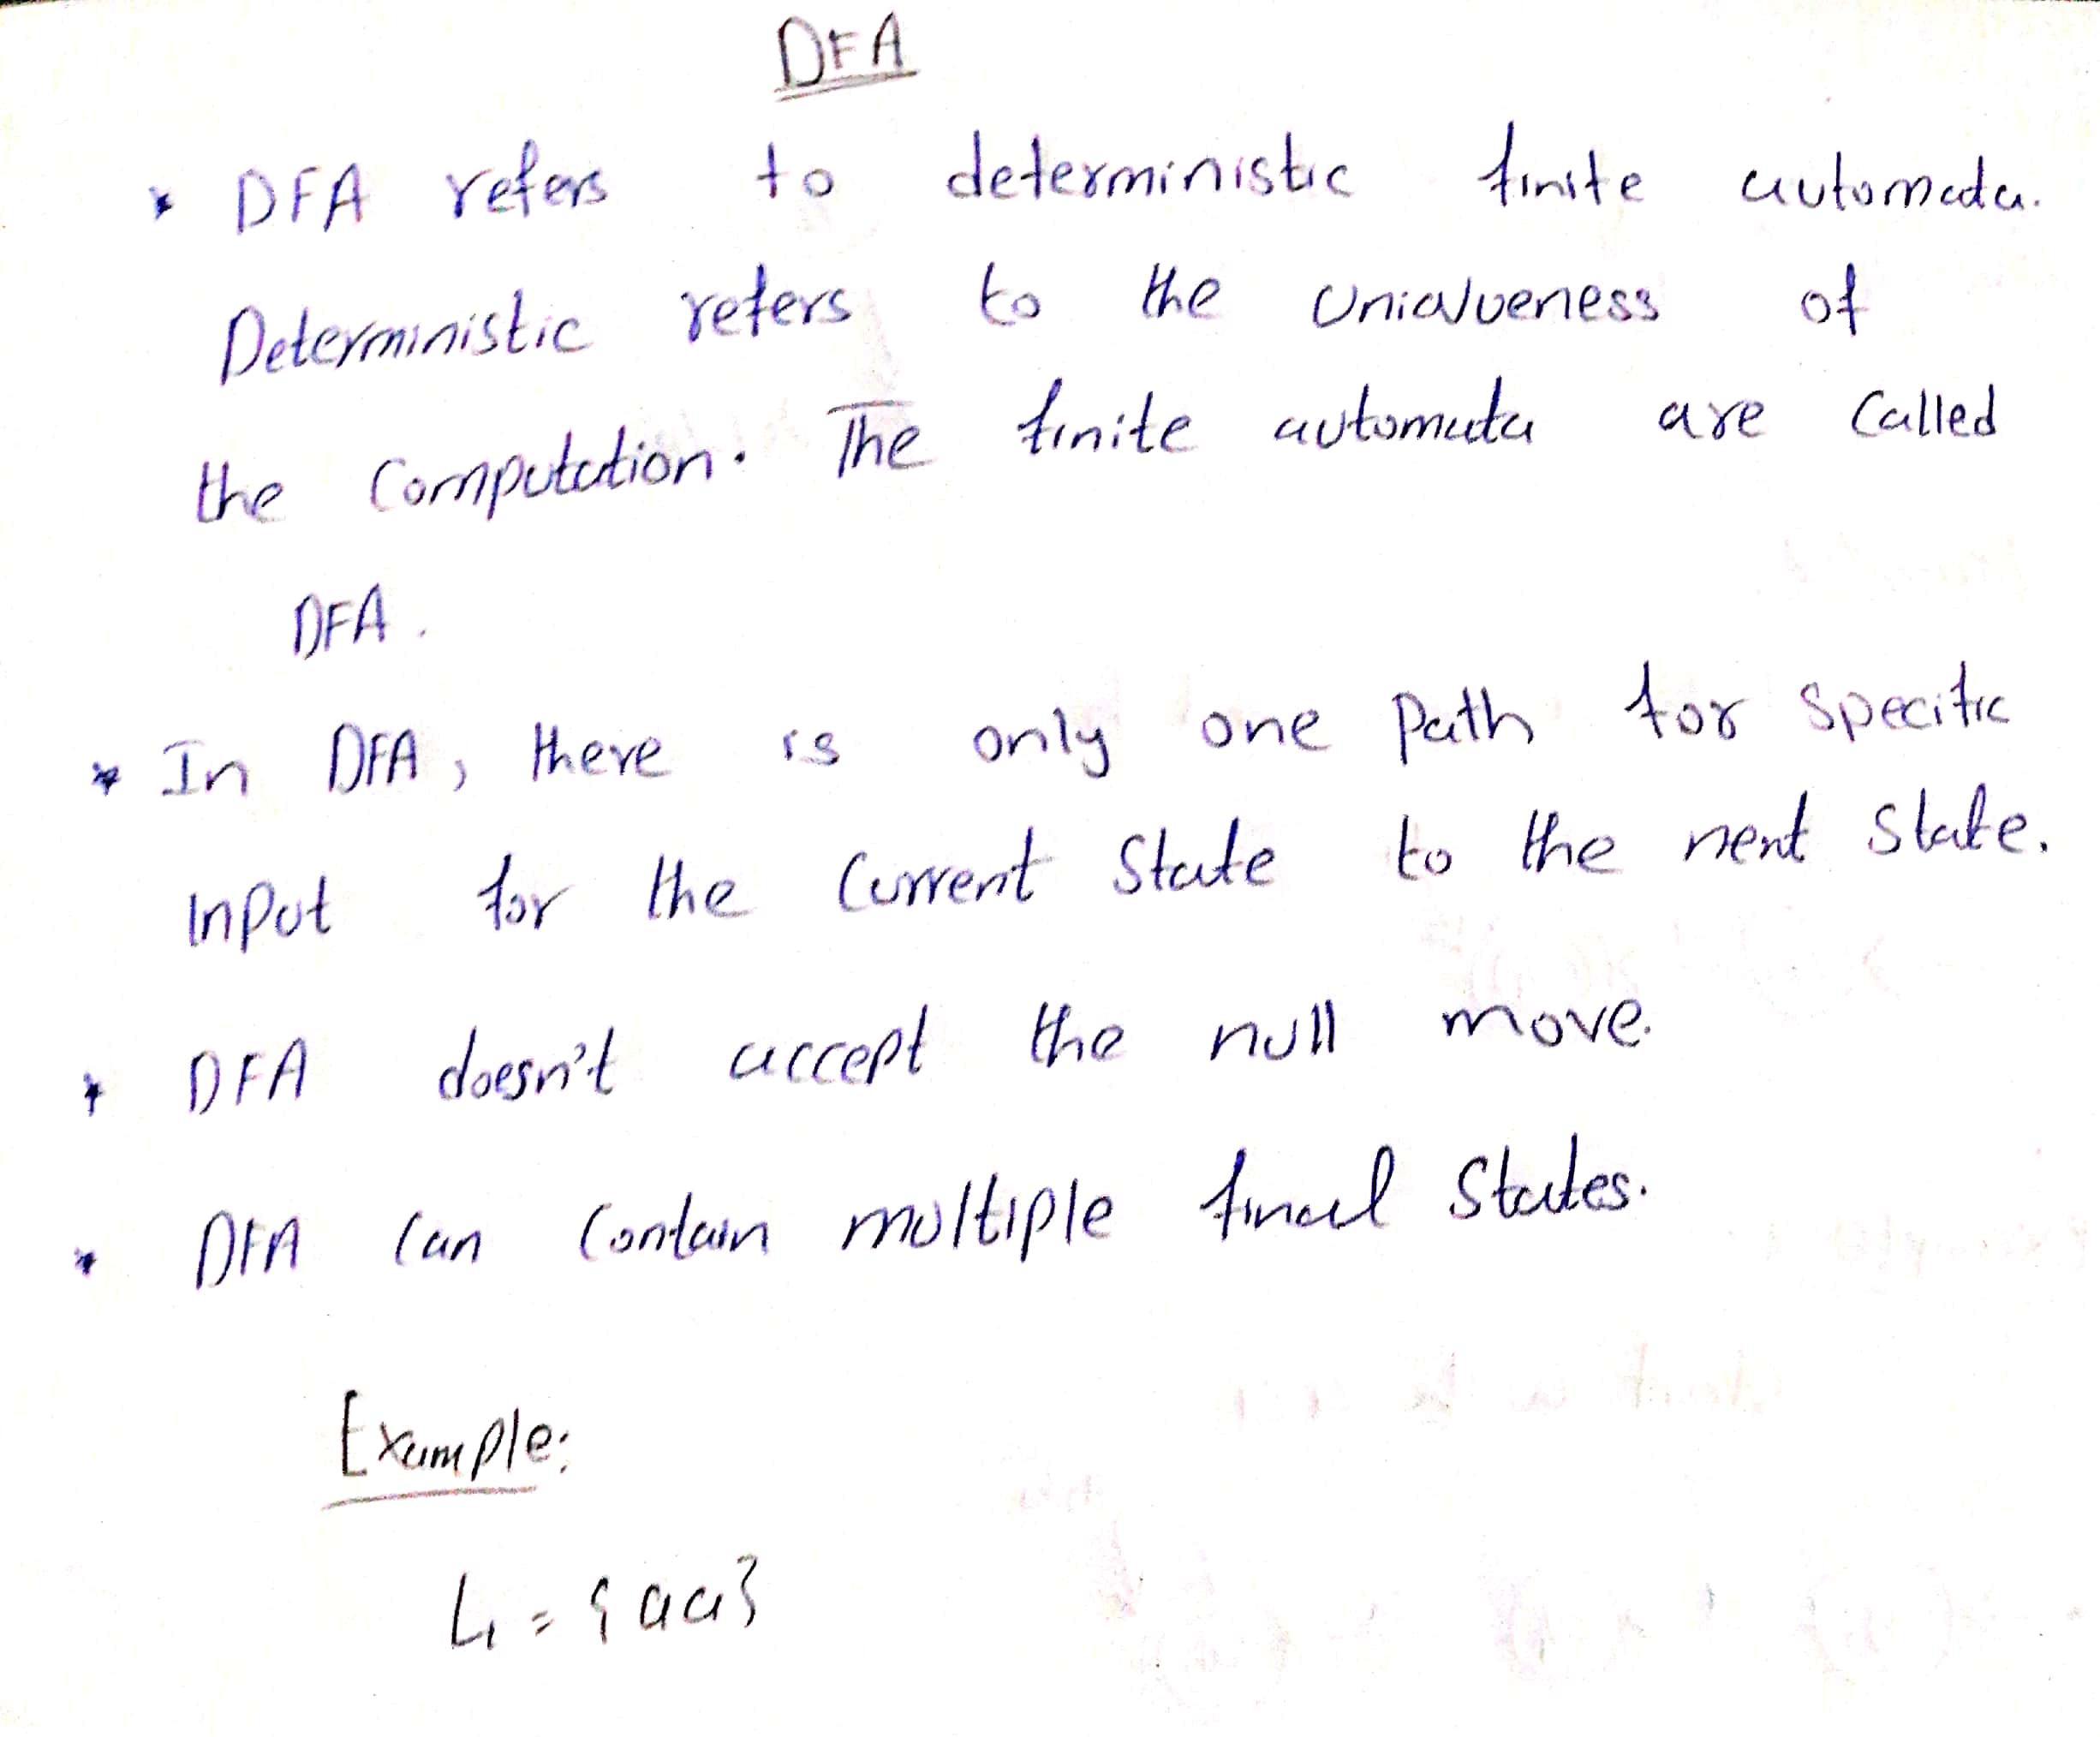 DFA
* DFA refers to deterministic finite automata.
Deterministic refers to the uniqueness of
the computation. The finite automata are called
DFA.
* In DFA, there is only one path for specific
input for the current state to the next state.
* DFA doesn't accept the null move.
* DFA can contain multiple final states.
Example:
L1 = {aa}